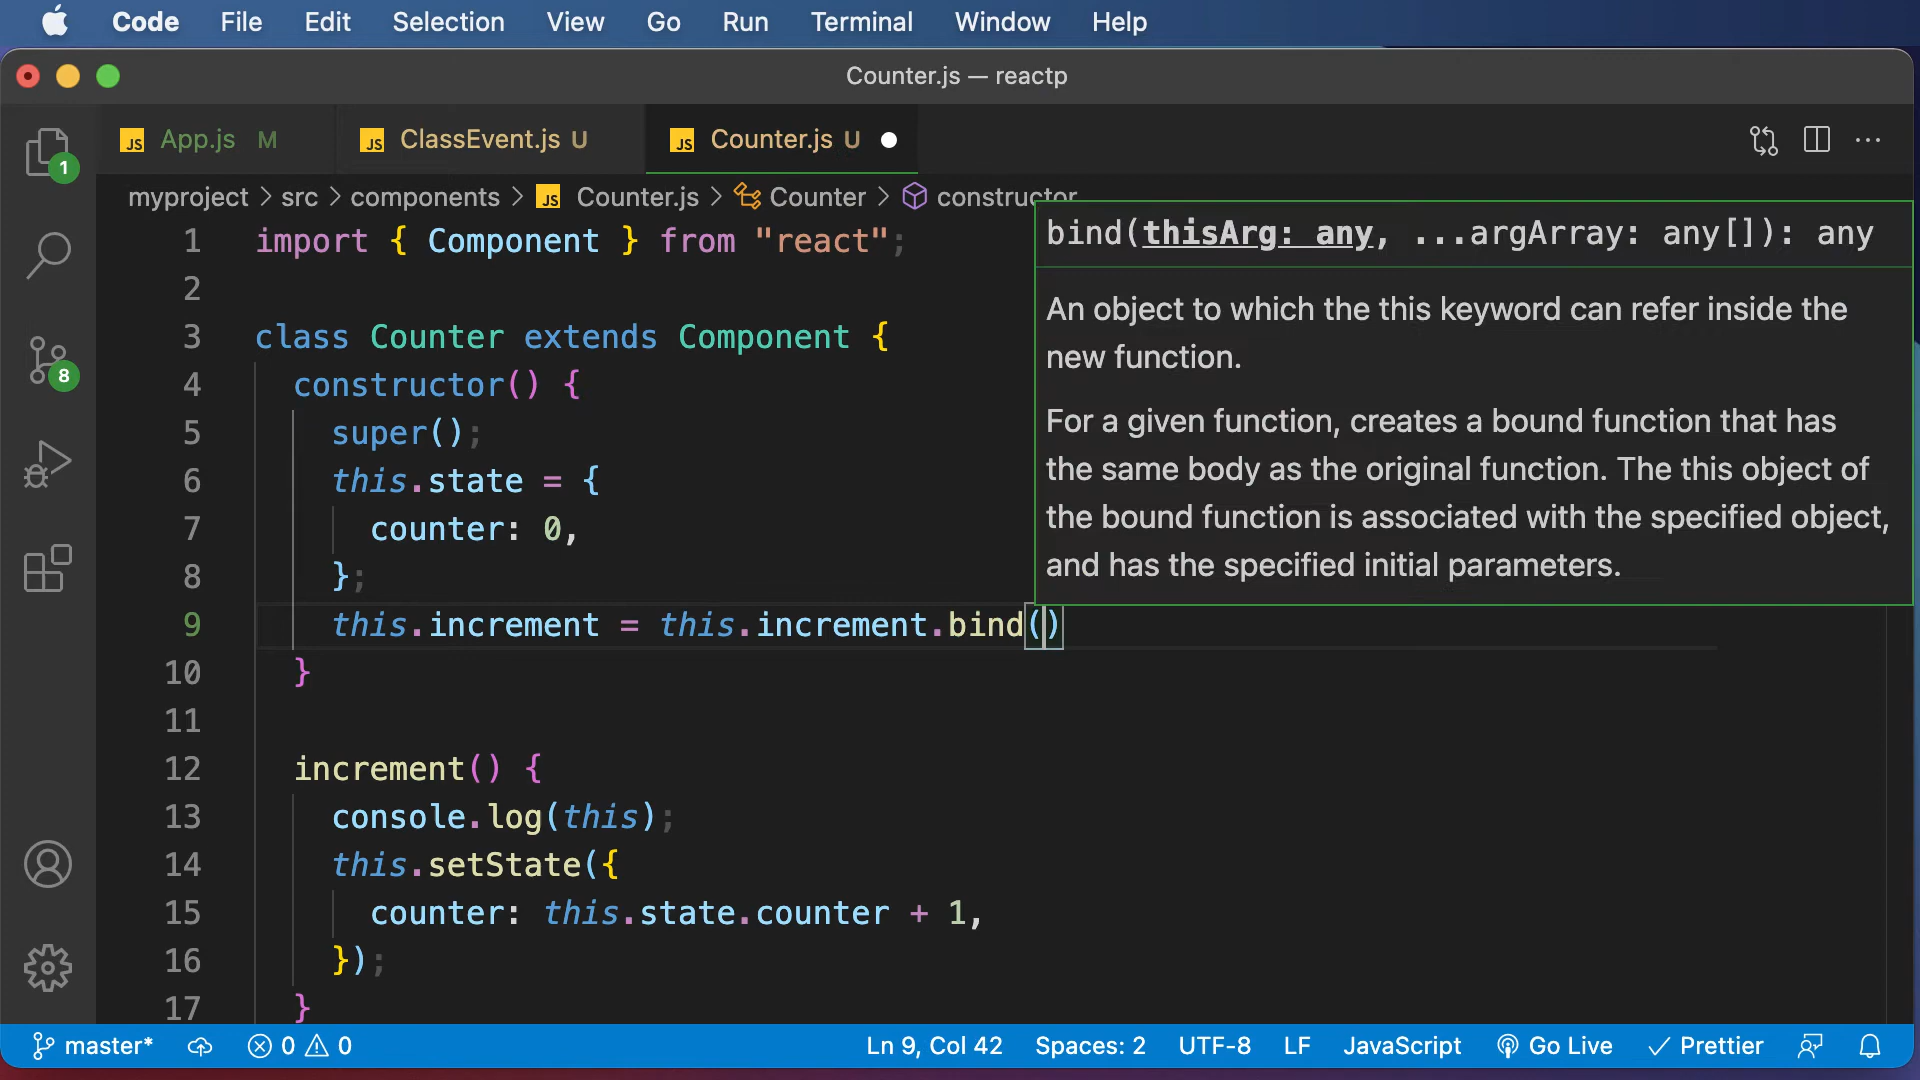 Code File Edit Selection View Go Run Terminal Window Help
Counter.js — reactp
JS App.js M JS ClassEvent.js U JS Counter.js U
myproject > src > components > JS Counter.js > Counter > constructor
1 import { Component } from "react";
2
3 class Counter extends Component {
4 constructor() {
5 super();
6 this.state = {
7 counter: 0,
8 };
9 this.increment = this.increment.bind()
10 }
11
12 increment() {
13 console.log(this);
14 this.setState({
15 counter: this.state.counter + 1,
16 });
17 }
bind(thisArg: any, ...argArray: any[]): any
An object to which the this keyword can refer inside the
new function.
For a given function, creates a bound function that has
the same body as the original function. The this object of
the bound function is associated with the specified object,
and has the specified initial parameters.
1
8
master* 0 0 Ln 9, Col 42 Spaces: 2 UTF-8 LF JavaScript Go Live Prettier